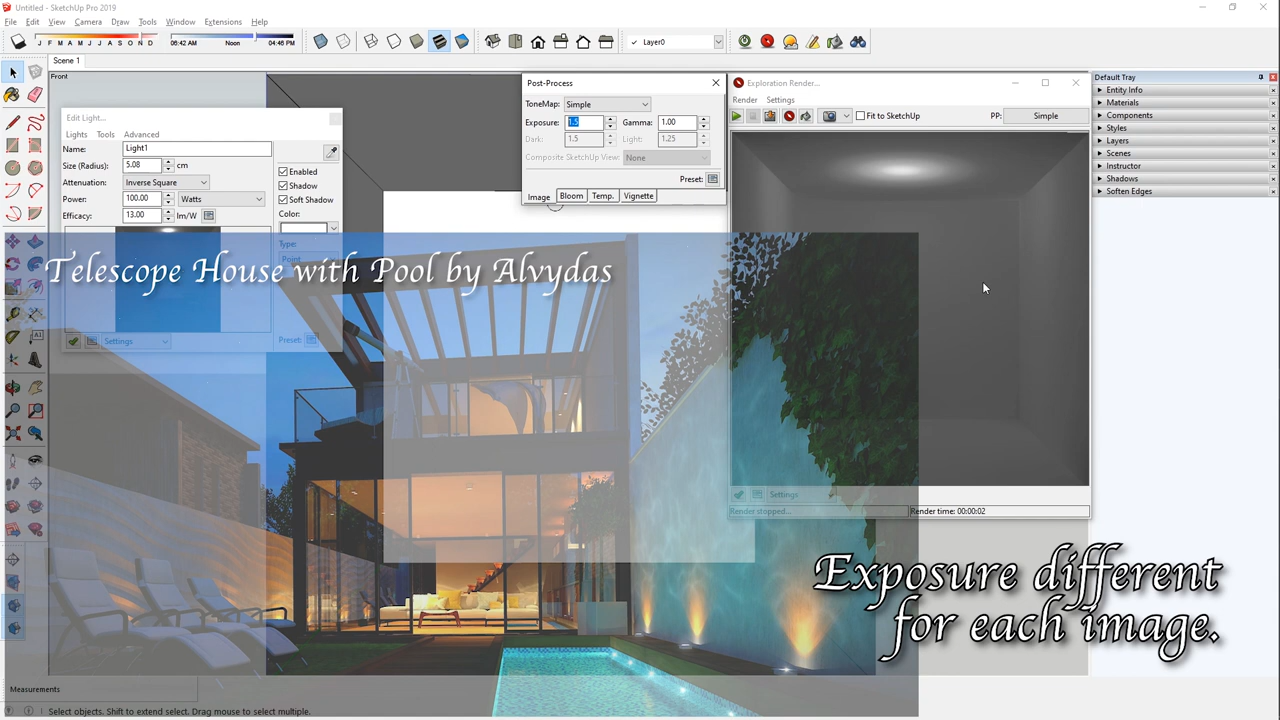 Untitled - SketchUp Pro 2019
File Edit View Camera Draw Tools Window Extensions Help
J F M A M J J A S O N D 06:42 AM Noon 04:46 PM Layer0
Scene 1
Front
Edit Light...
Lights Tools Advanced
Name: Light1
Size (Radius): 5.08 cm
Attenuation: Inverse Square
Power: 100.00 Watts
Efficacy: 13.00 lm/W
Enabled
Shadow
Soft Shadow
Color:
Type:
Point
Settings
Preset:
Post-Process
ToneMap: Simple
Exposure: 1.5 Gamma: 1.00
Dark: 1.5 Light: 1.25
Composite SketchUp View: None
Preset:
Image Bloom Temp. Vignette
Exploration Render...
Render Settings
Fit to SketchUp PP: Simple
Settings
Render stopped... Render time: 00:00:02
Default Tray
Entity Info
Materials
Components
Styles
Layers
Scenes
Instructor
Shadows
Soften Edges
Telescope House with Pool by Alvydas
Exposure different
for each image.
Measurements
Select objects. Shift to extend select. Drag mouse to select multiple.